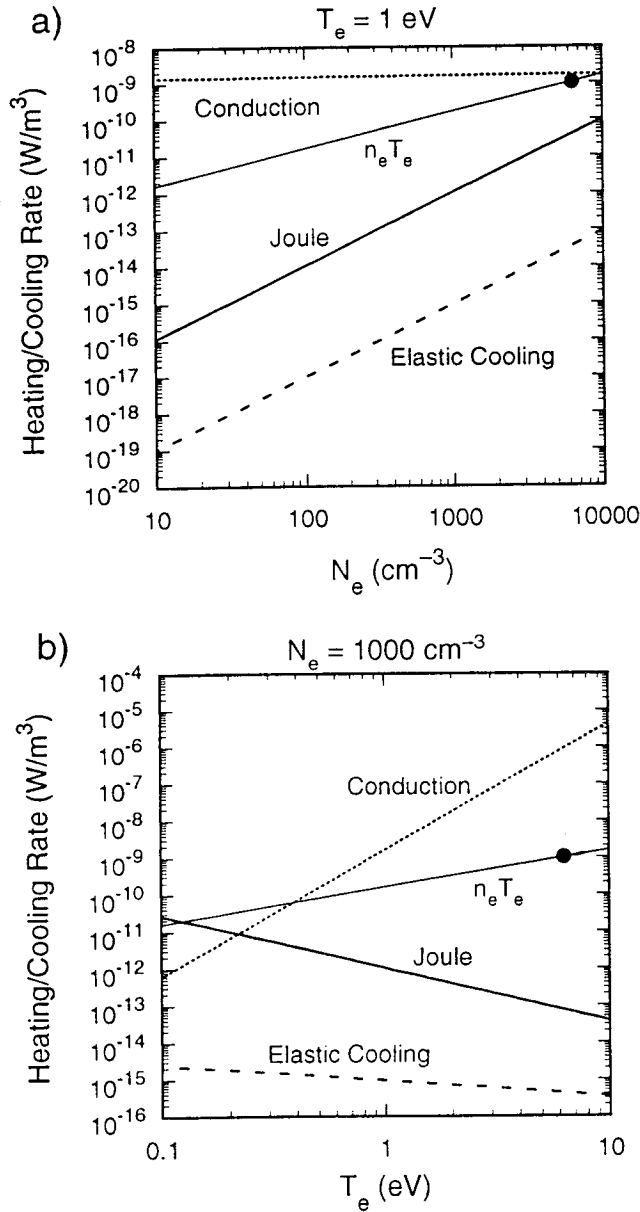 a)
T_e = 1 eV
Heating/Cooling Rate (W/m³)
10⁻⁸
10⁻⁹
10⁻¹⁰
10⁻¹¹
10⁻¹²
10⁻¹³
10⁻¹⁴
10⁻¹⁵
10⁻¹⁶
10⁻¹⁷
10⁻¹⁸
10⁻¹⁹
10⁻²⁰
Conduction
n_eT_e
Joule
Elastic Cooling
10 100 1000 10000
N_e (cm⁻³)
b)
N_e = 1000 cm⁻³
Heating/Cooling Rate (W/m³)
10⁻⁴
10⁻⁵
10⁻⁶
10⁻⁷
10⁻⁸
10⁻⁹
10⁻¹⁰
10⁻¹¹
10⁻¹²
10⁻¹³
10⁻¹⁴
10⁻¹⁵
10⁻¹⁶
Conduction
n_eT_e
Joule
Elastic Cooling
0.1 1 10
T_e (eV)